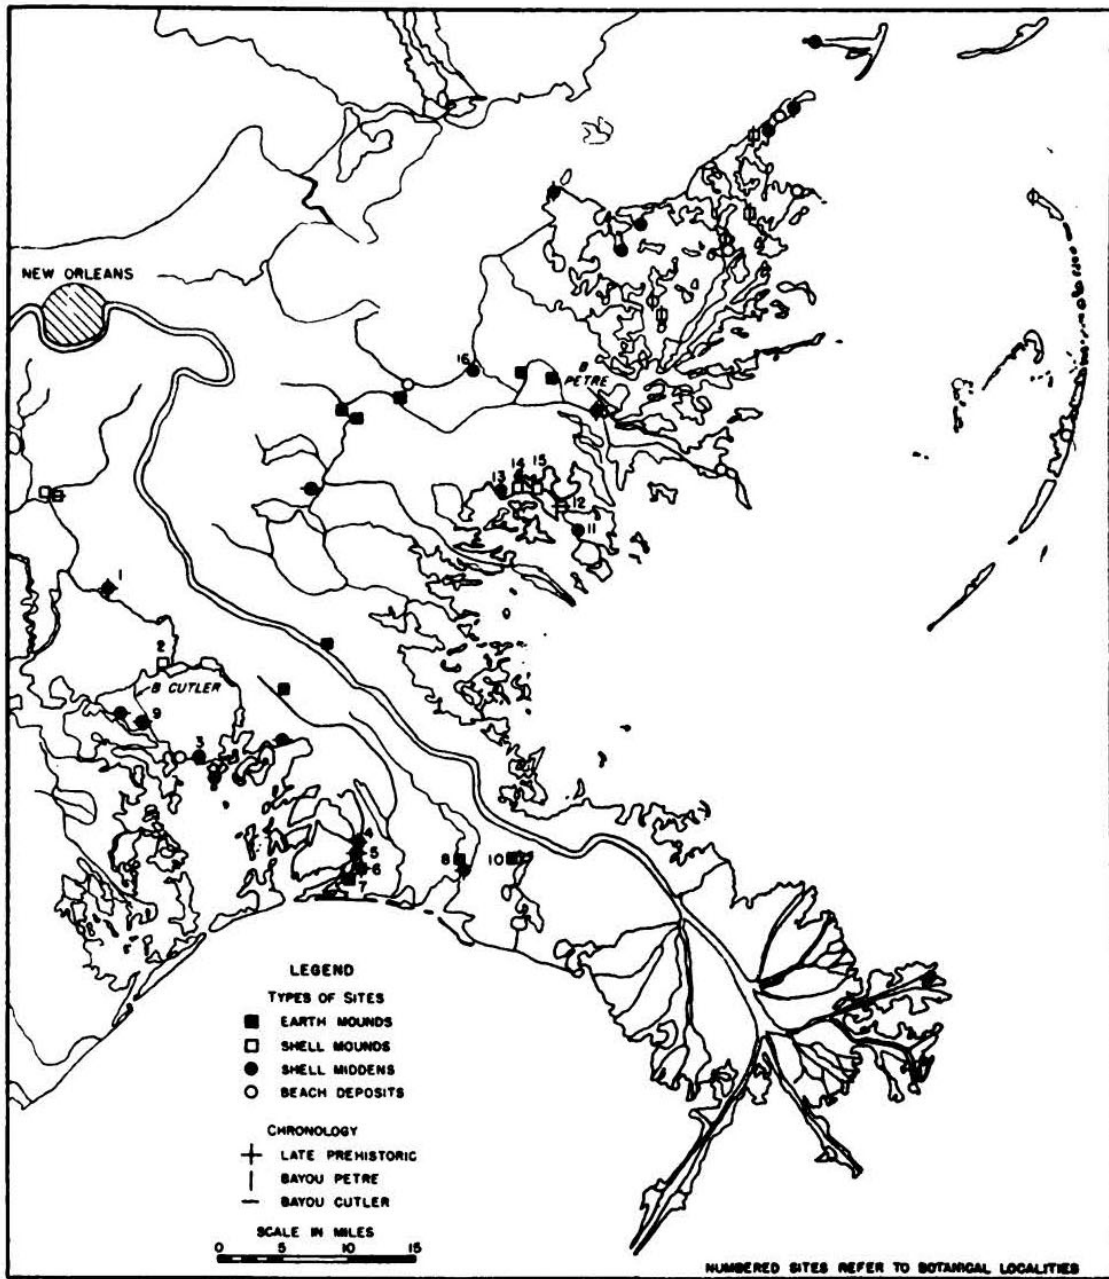 NEW ORLEANS
16
B
PETRE
13
14
15
12
11
1
2
B CUTLER
9
3
4
5
6
7
8
10
LEGEND
TYPES OF SITES
EARTH MOUNDS
SHELL MOUNDS
SHELL MIDDENS
BEACH DEPOSITS
CHRONOLOGY
LATE PREHISTORIC
BAYOU PETRE
BAYOU CUTLER
SCALE IN MILES
0 5 10 15
NUMBERED SITES REFER TO BOTANICAL LOCALITIES